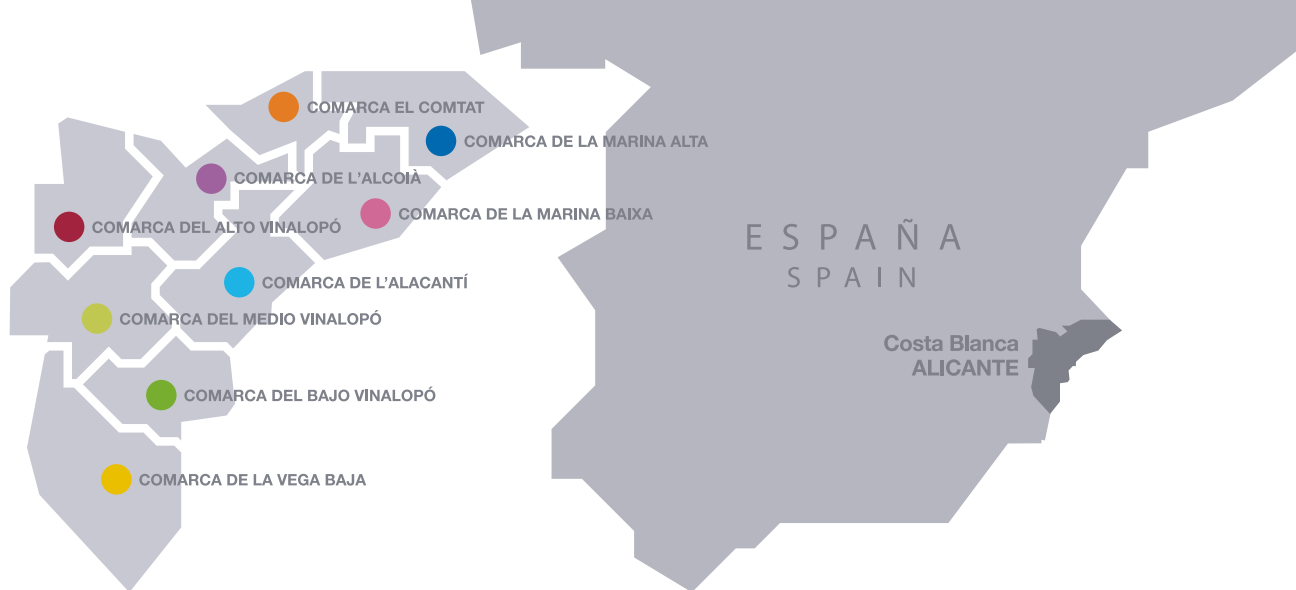 COMARCA EL COMTAT
COMARCA DE LA MARINA ALTA
COMARCA DE L’ALCOIÀ
COMARCA DE LA MARINA BAIXA
COMARCA DEL ALTO VINALOPÓ
COMARCA DE L’ALACANTÍ
COMARCA DEL MEDIO VINALOPÓ
COMARCA DEL BAJO VINALOPÓ
COMARCA DE LA VEGA BAJA
ESPAÑA
SPAIN
Costa Blanca
ALICANTE